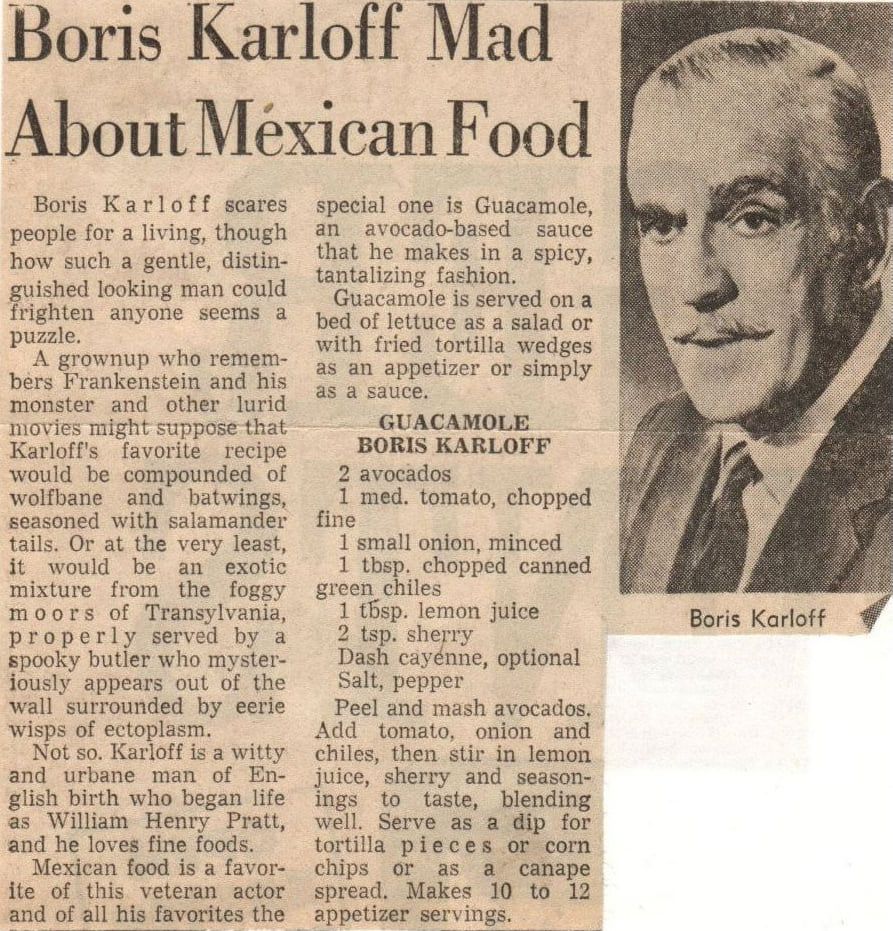 Boris Karloff Mad
About Mexican Food
Boris Karloff scares
people for a living, though
how such a gentle, distin-
guished looking man could
frighten anyone seems a
puzzle.
A grownup who remem-
bers Frankenstein and his
monster and other lurid
movies might suppose that
Karloff's favorite recipe
would be compounded of
wolfbane and batwings,
seasoned with salamander
tails. Or at the very least,
it would be an exotic
mixture from the foggy
moors of Transylvania,
properly served by a
spooky butler who myster-
iously appears out of the
wall surrounded by eerie
wisps of ectoplasm.
Not so. Karloff is a witty
and urbane man of En-
glish birth who began life
as William Henry Pratt,
and he loves fine foods.
Mexican food is a favor-
ite of this veteran actor
and of all his favorites the
special one is Guacamole,
an avocado-based sauce
that he makes in a spicy,
tantalizing fashion.
Guacamole is served on a
bed of lettuce as a salad or
with fried tortilla wedges
as an appetizer or simply
as a sauce.
GUACAMOLE
BORIS KARLOFF
2 avocados
1 med. tomato, chopped
fine
1 small onion, minced
1 tbsp. chopped canned
green chiles
1 tbsp. lemon juice
2 tsp. sherry
Dash cayenne, optional
Salt, pepper
Peel and mash avocados.
Add tomato, onion and
chiles, then stir in lemon
juice, sherry and season-
ings to taste, blending
well. Serve as a dip for
tortilla pieces or corn
chips or as a canape
spread. Makes 10 to 12
appetizer servings.
Boris Karloff